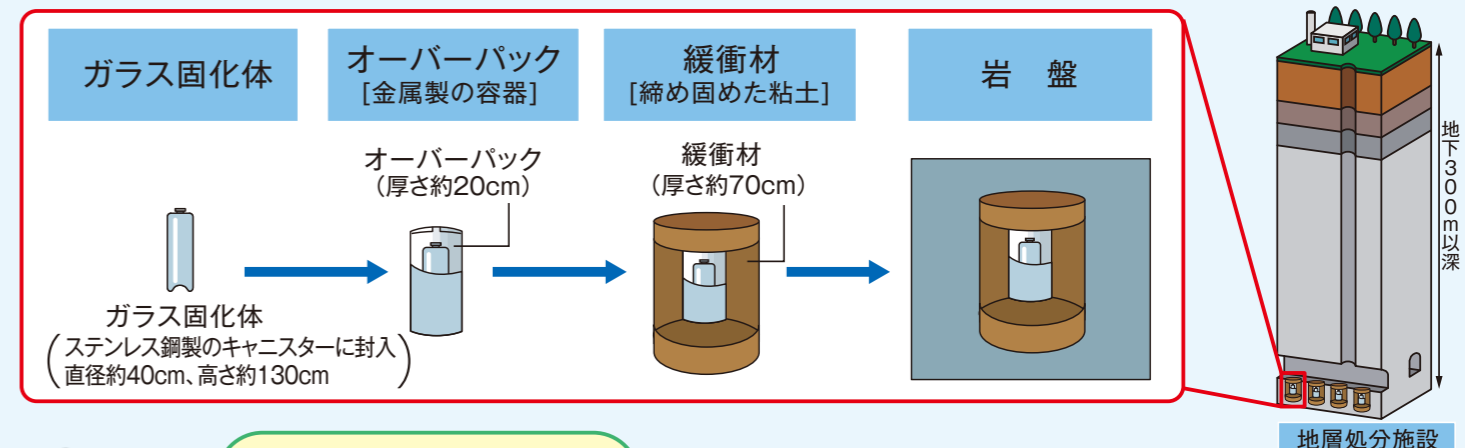 ガラス固化体
オーバーパック
[金属製の容器]
緩衝材
[締め固めた粘土]
岩 盤
オーバーパック
(厚さ約20cm)
緩衝材
(厚さ約70cm)
ガラス固化体
(ステンレス鋼製のキャニスターに封入
直径約40cm、高さ約130cm)
地下300m以深
地層処分施設